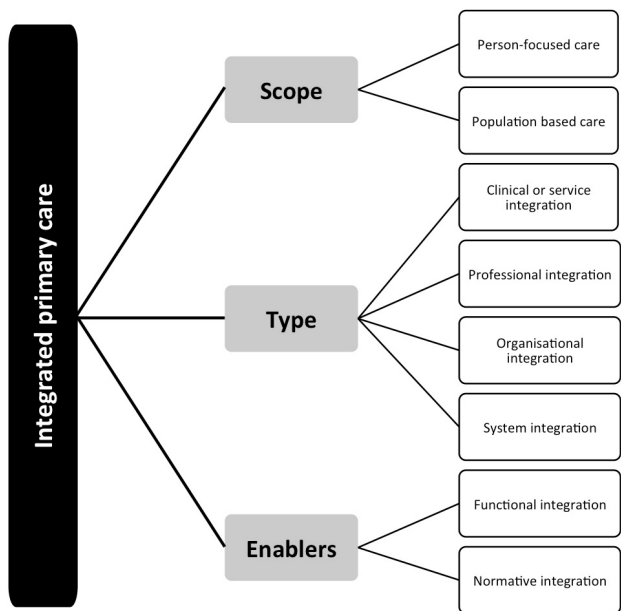 Integrated primary care
Scope
Person-focused care
Population based care
Type
Clinical or service
integration
Professional integration
Organisational
integration
System integration
Enablers
Functional integration
Normative integration